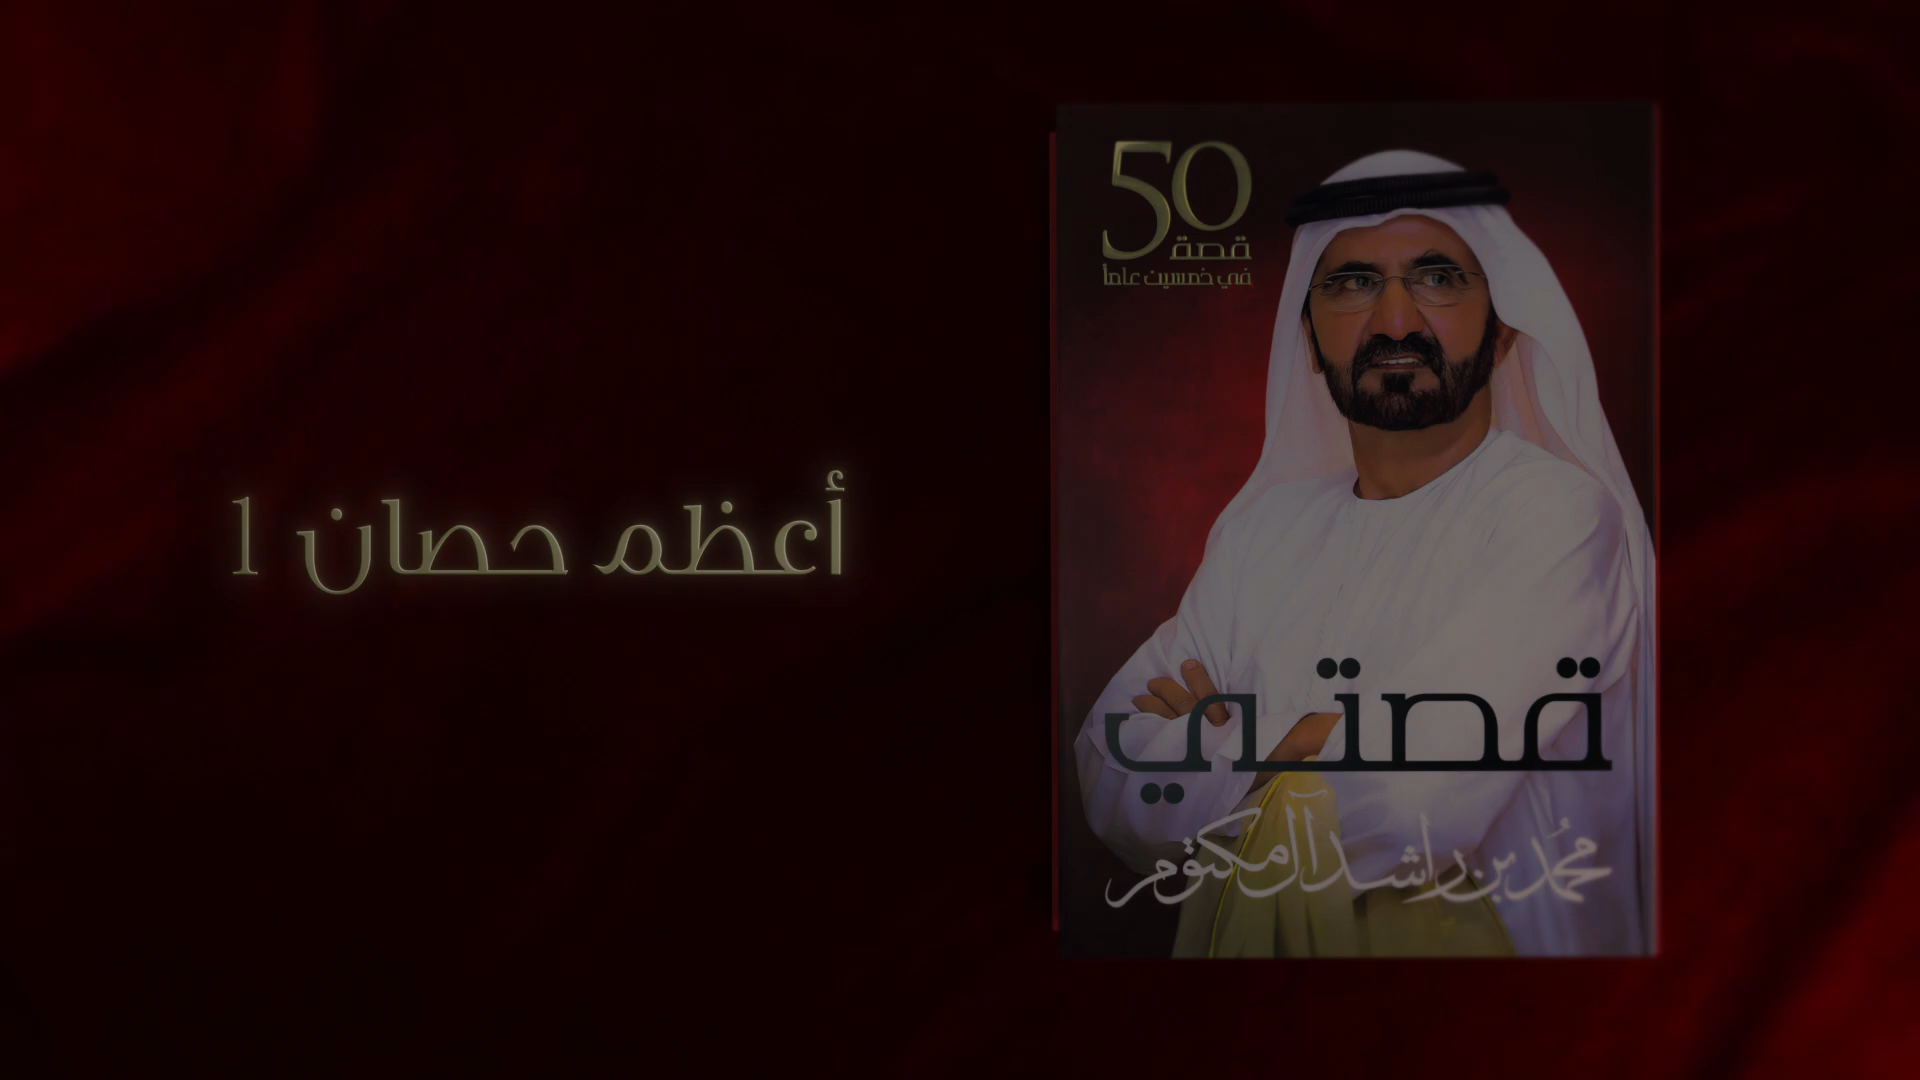 أعظم حصان 1
50
قصة
في خمسين عاماً
قصتي
محمد بن راشد آل مكتوم